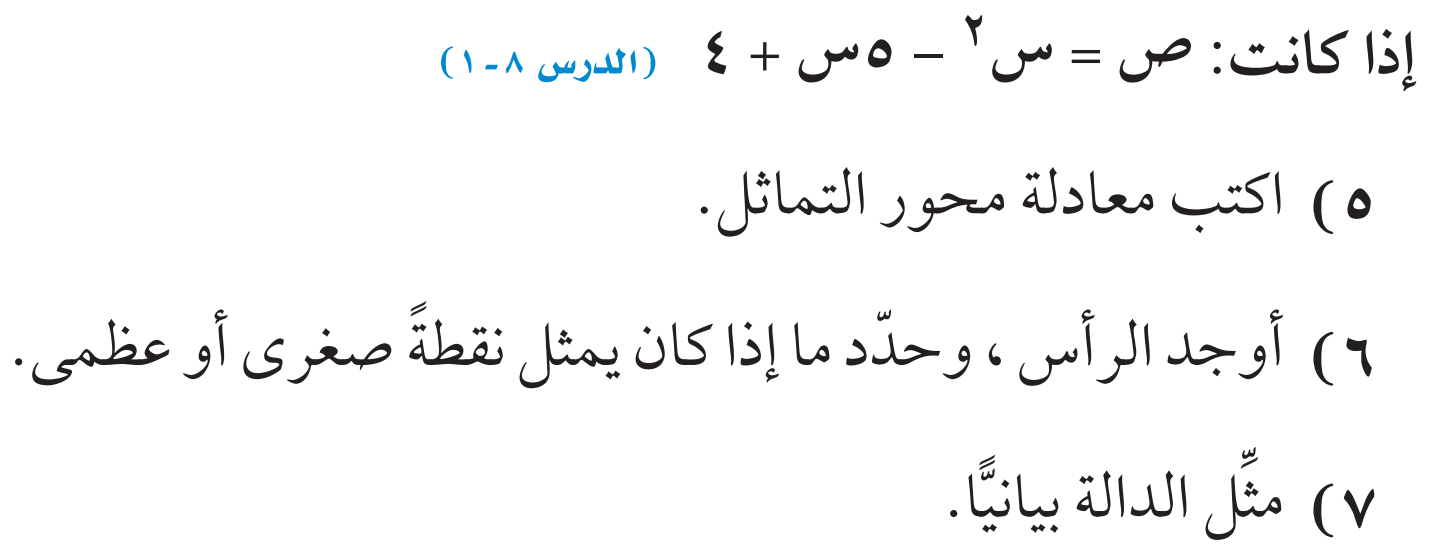 إذا كانت: ص = س٢ − ٥س + ٤ (الدرس ٨-١)
٥) اكتب معادلة محور التماثل.
٦) أوجد الرأس، وحدّد ما إذا كان يمثل نقطةً صغرى أو عظمى.
٧) مثِّل الدالة بيانيًّا.